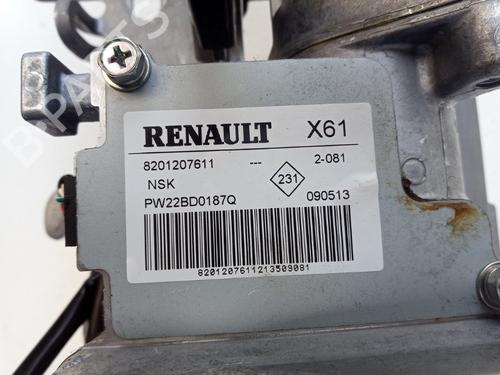 RENAULT X61
8201207611 --- 2-081
NSK 231
PW22BD0187Q 090513
8201207611213509081